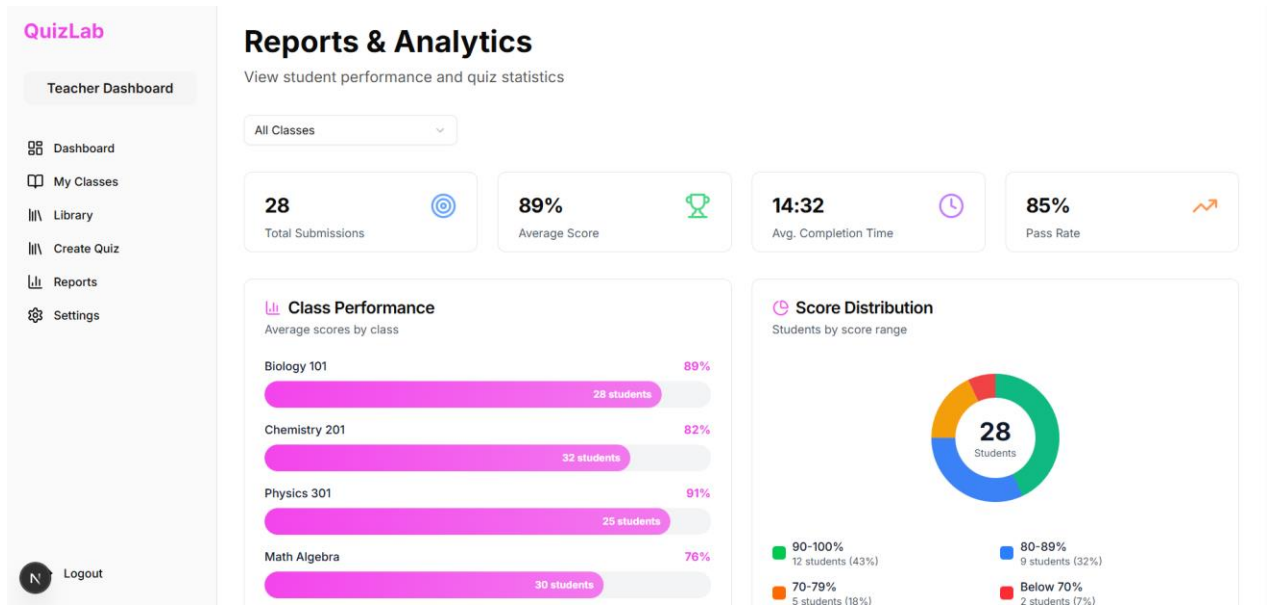 QuizLab
Teacher Dashboard
Dashboard
My Classes
Library
Create Quiz
Reports
Settings
N
Logout
Reports & Analytics
View student performance and quiz statistics
All Classes
28
Total Submissions
89%
Average Score
14:32
Avg. Completion Time
85%
Pass Rate
Class Performance
Average scores by class
Biology 101 89%
28 students
Chemistry 201 82%
32 students
Physics 301 91%
25 students
Math Algebra 76%
30 students
Score Distribution
Students by score range
28
Students
90-100%
12 students (43%)
80-89%
9 students (32%)
70-79%
5 students (18%)
Below 70%
2 students (7%)